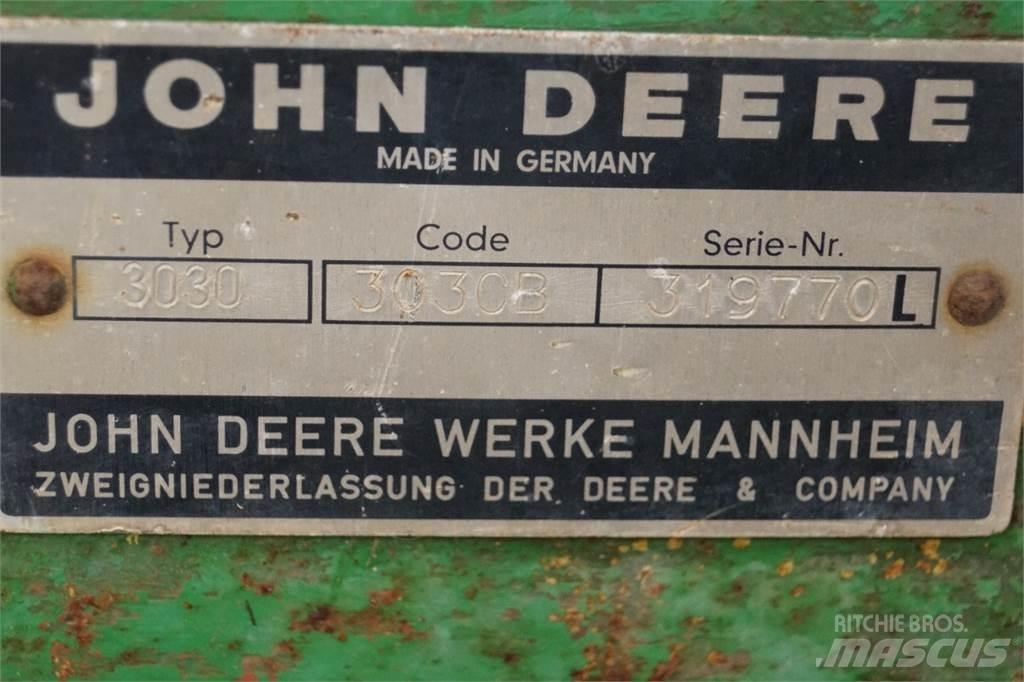 JOHN DEERE
MADE IN GERMANY
Typ Code Serie-Nr.
3030 3030CB 319770L
JOHN DEERE WERKE MANNHEIM
ZWEIGNIEDERLASSUNG DER DEERE & COMPANY
RITCHIE BROS.
MASCUS